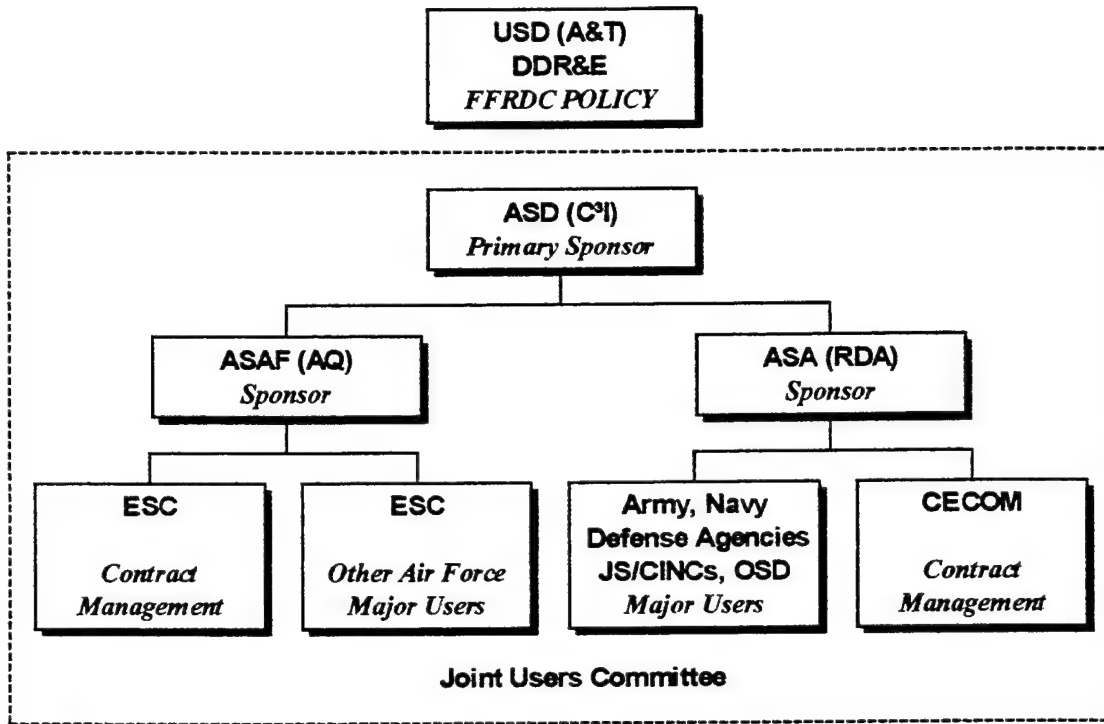 USD (A&T)
DDR&E
FFRDC POLICY
ASD (C³I)
Primary Sponsor
ASAF (AQ)
Sponsor
ASA (RDA)
Sponsor
ESC
Contract
Management
ESC
Other Air Force
Major Users
Army, Navy
Defense Agencies
JS/CINCs, OSD
Major Users
CECOM
Contract
Management
Joint Users Committee